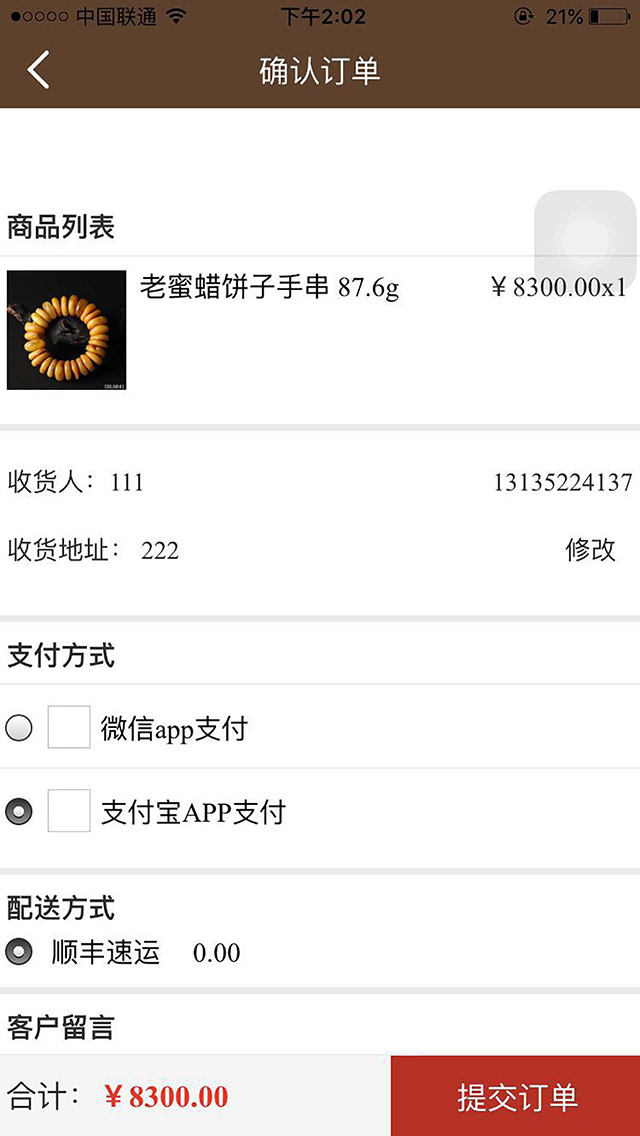 中国联通 下午2:02 21%
确认订单
商品列表
老蜜蜡饼子手串 87.6g ￥8300.00x1
收货人：111 13135224137
收货地址： 222 修改
支付方式
微信app支付
支付宝APP支付
配送方式
顺丰速运 0.00
客户留言
合计：￥8300.00 提交订单